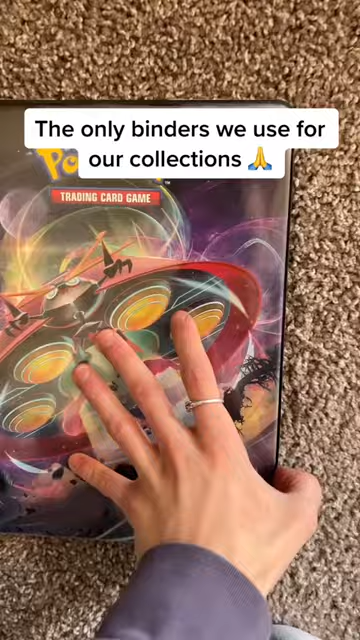 The only binders we use for
our collections 🙏
TRADING CARD GAME